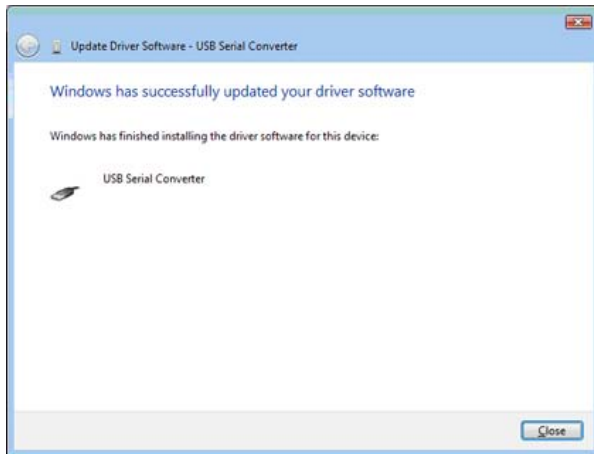 Update Driver Software - USB Serial Converter
Windows has successfully updated your driver software
Windows has finished installing the driver software for this device:
USB Serial Converter
Close